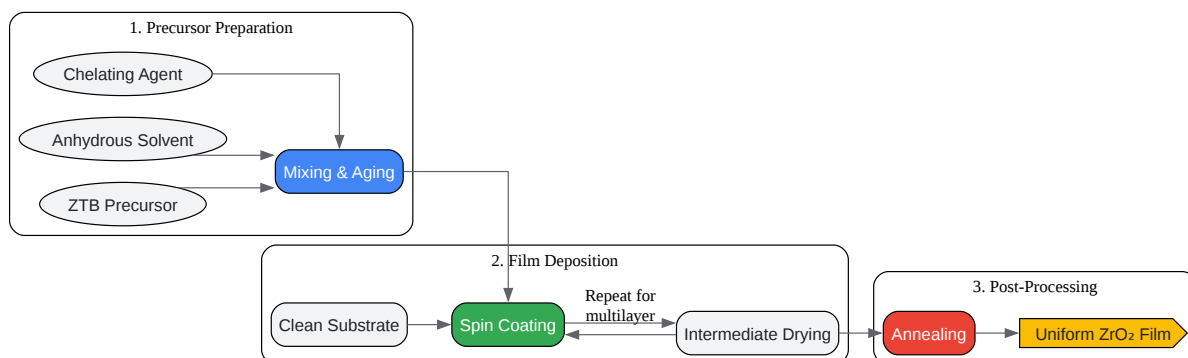 1. Precursor Preparation
Chelating Agent
Anhydrous Solvent
Mixing & Aging
ZTB Precursor
2. Film Deposition
Clean Substrate
Spin Coating
Repeat for
multilayer
Intermediate Drying
3. Post-Processing
Annealing
Uniform ZrO₂ Film